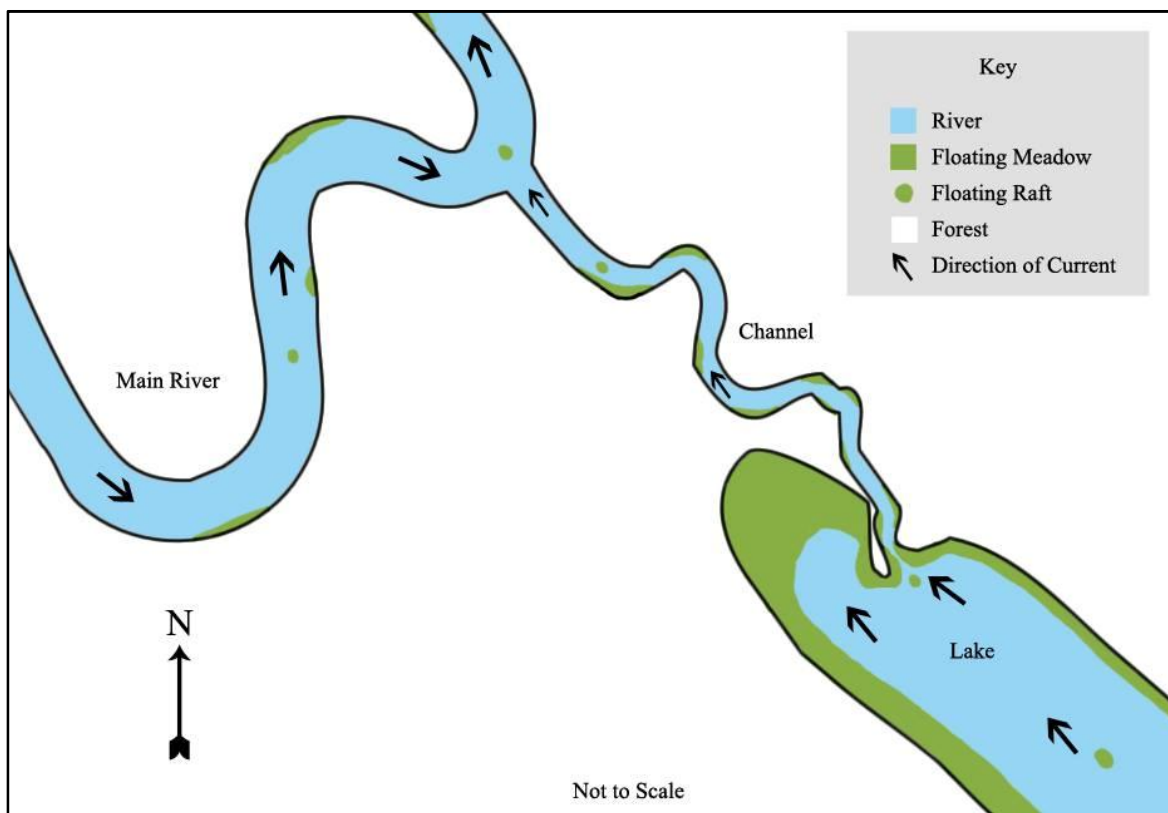 Key
River
Floating Meadow
Floating Raft
Forest
Direction of Current
Channel
Main River
N
Lake
Not to Scale